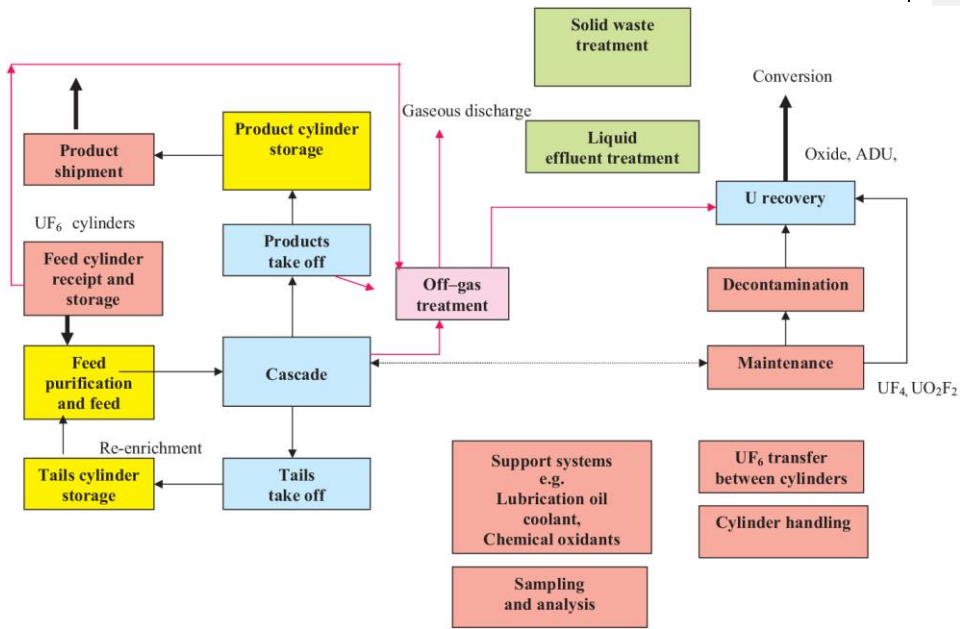 Solid waste
treatment
Conversion
Gaseous discharge
Product cylinder
storage
Product
shipment
Liquid
effluent treatment
Oxide, ADU,
U recovery
UF₆ cylinders
Feed cylinder
receipt and
storage
Products
take off
Off–gas
treatment
Decontamination
Feed
purification
and feed
Cascade
Maintenance
UF₄, UO₂F₂
Re-enrichment
Tails cylinder
storage
Tails
take off
Support systems
e.g.
Lubrication oil
coolant,
Chemical oxidants
UF₆ transfer
between cylinders
Cylinder handling
Sampling
and analysis